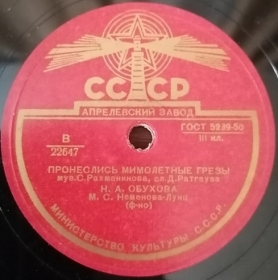 СССР
АПРЕЛЕВСКИЙ ЗАВОД
В
22647
ГОСТ 5289-50
III кл.
ПРОНЕСЛИСЬ МИМОЛЕТНЫЕ ГРЕЗЫ
муз. С. Рахманинова, сл. Д. Ратгауза
Н. А. ОБУХОВА
М. С. Неменова-Лунц
(ф-но)
МИНИСТЕРСТВО КУЛЬТУРЫ СССР